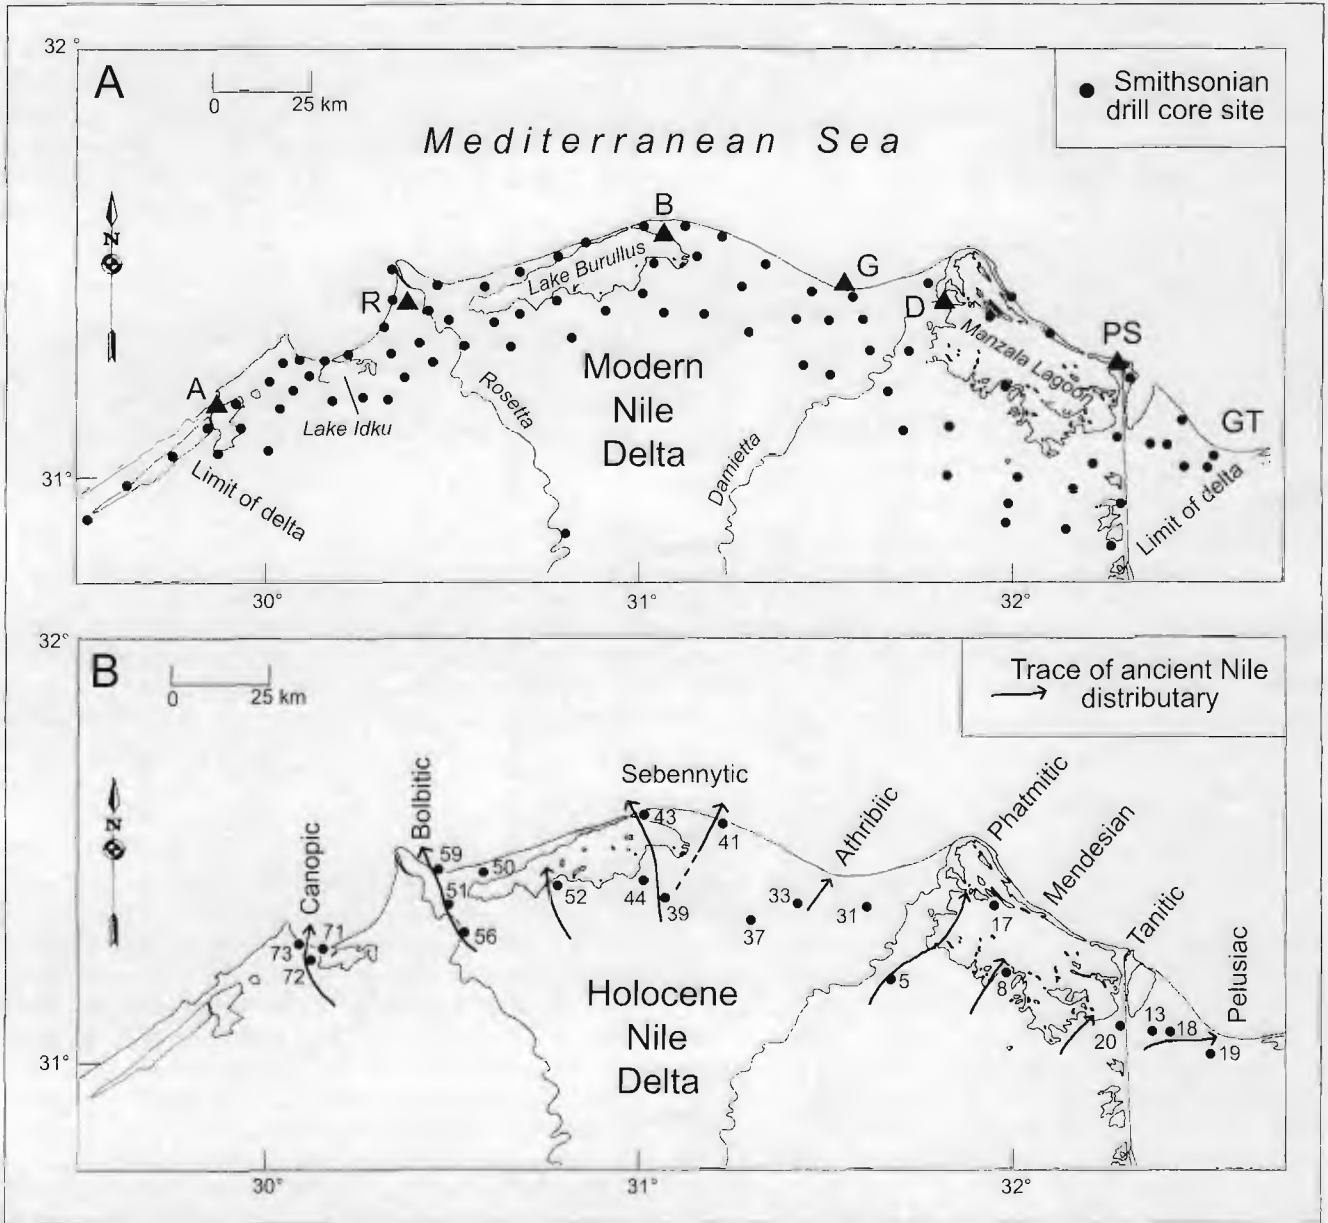 32°
A
0 25 km
Smithsonian
drill core site
Mediterranean Sea
N
B
Lake Burullus
G
R
D
PS
Manzala Lagoon
Modern
Nile
Delta
A
Lake Idku
Rosetta
Damietta
GT
31°
Limit of delta
Limit of delta
30° 31° 32°
32°
B
0 25 km
Trace of ancient Nile
distributary
N
Canopic
Bolbitic
Sebennytic
Athribiic
Phatmitic
Mendesian
Tanitic
Pelusiac
43
41
59
50
51
52
44
39
33
31
37
17
56
73
71
72
5
8
20
13
18
19
Holocene
Nile
Delta
31°
30° 31° 32°